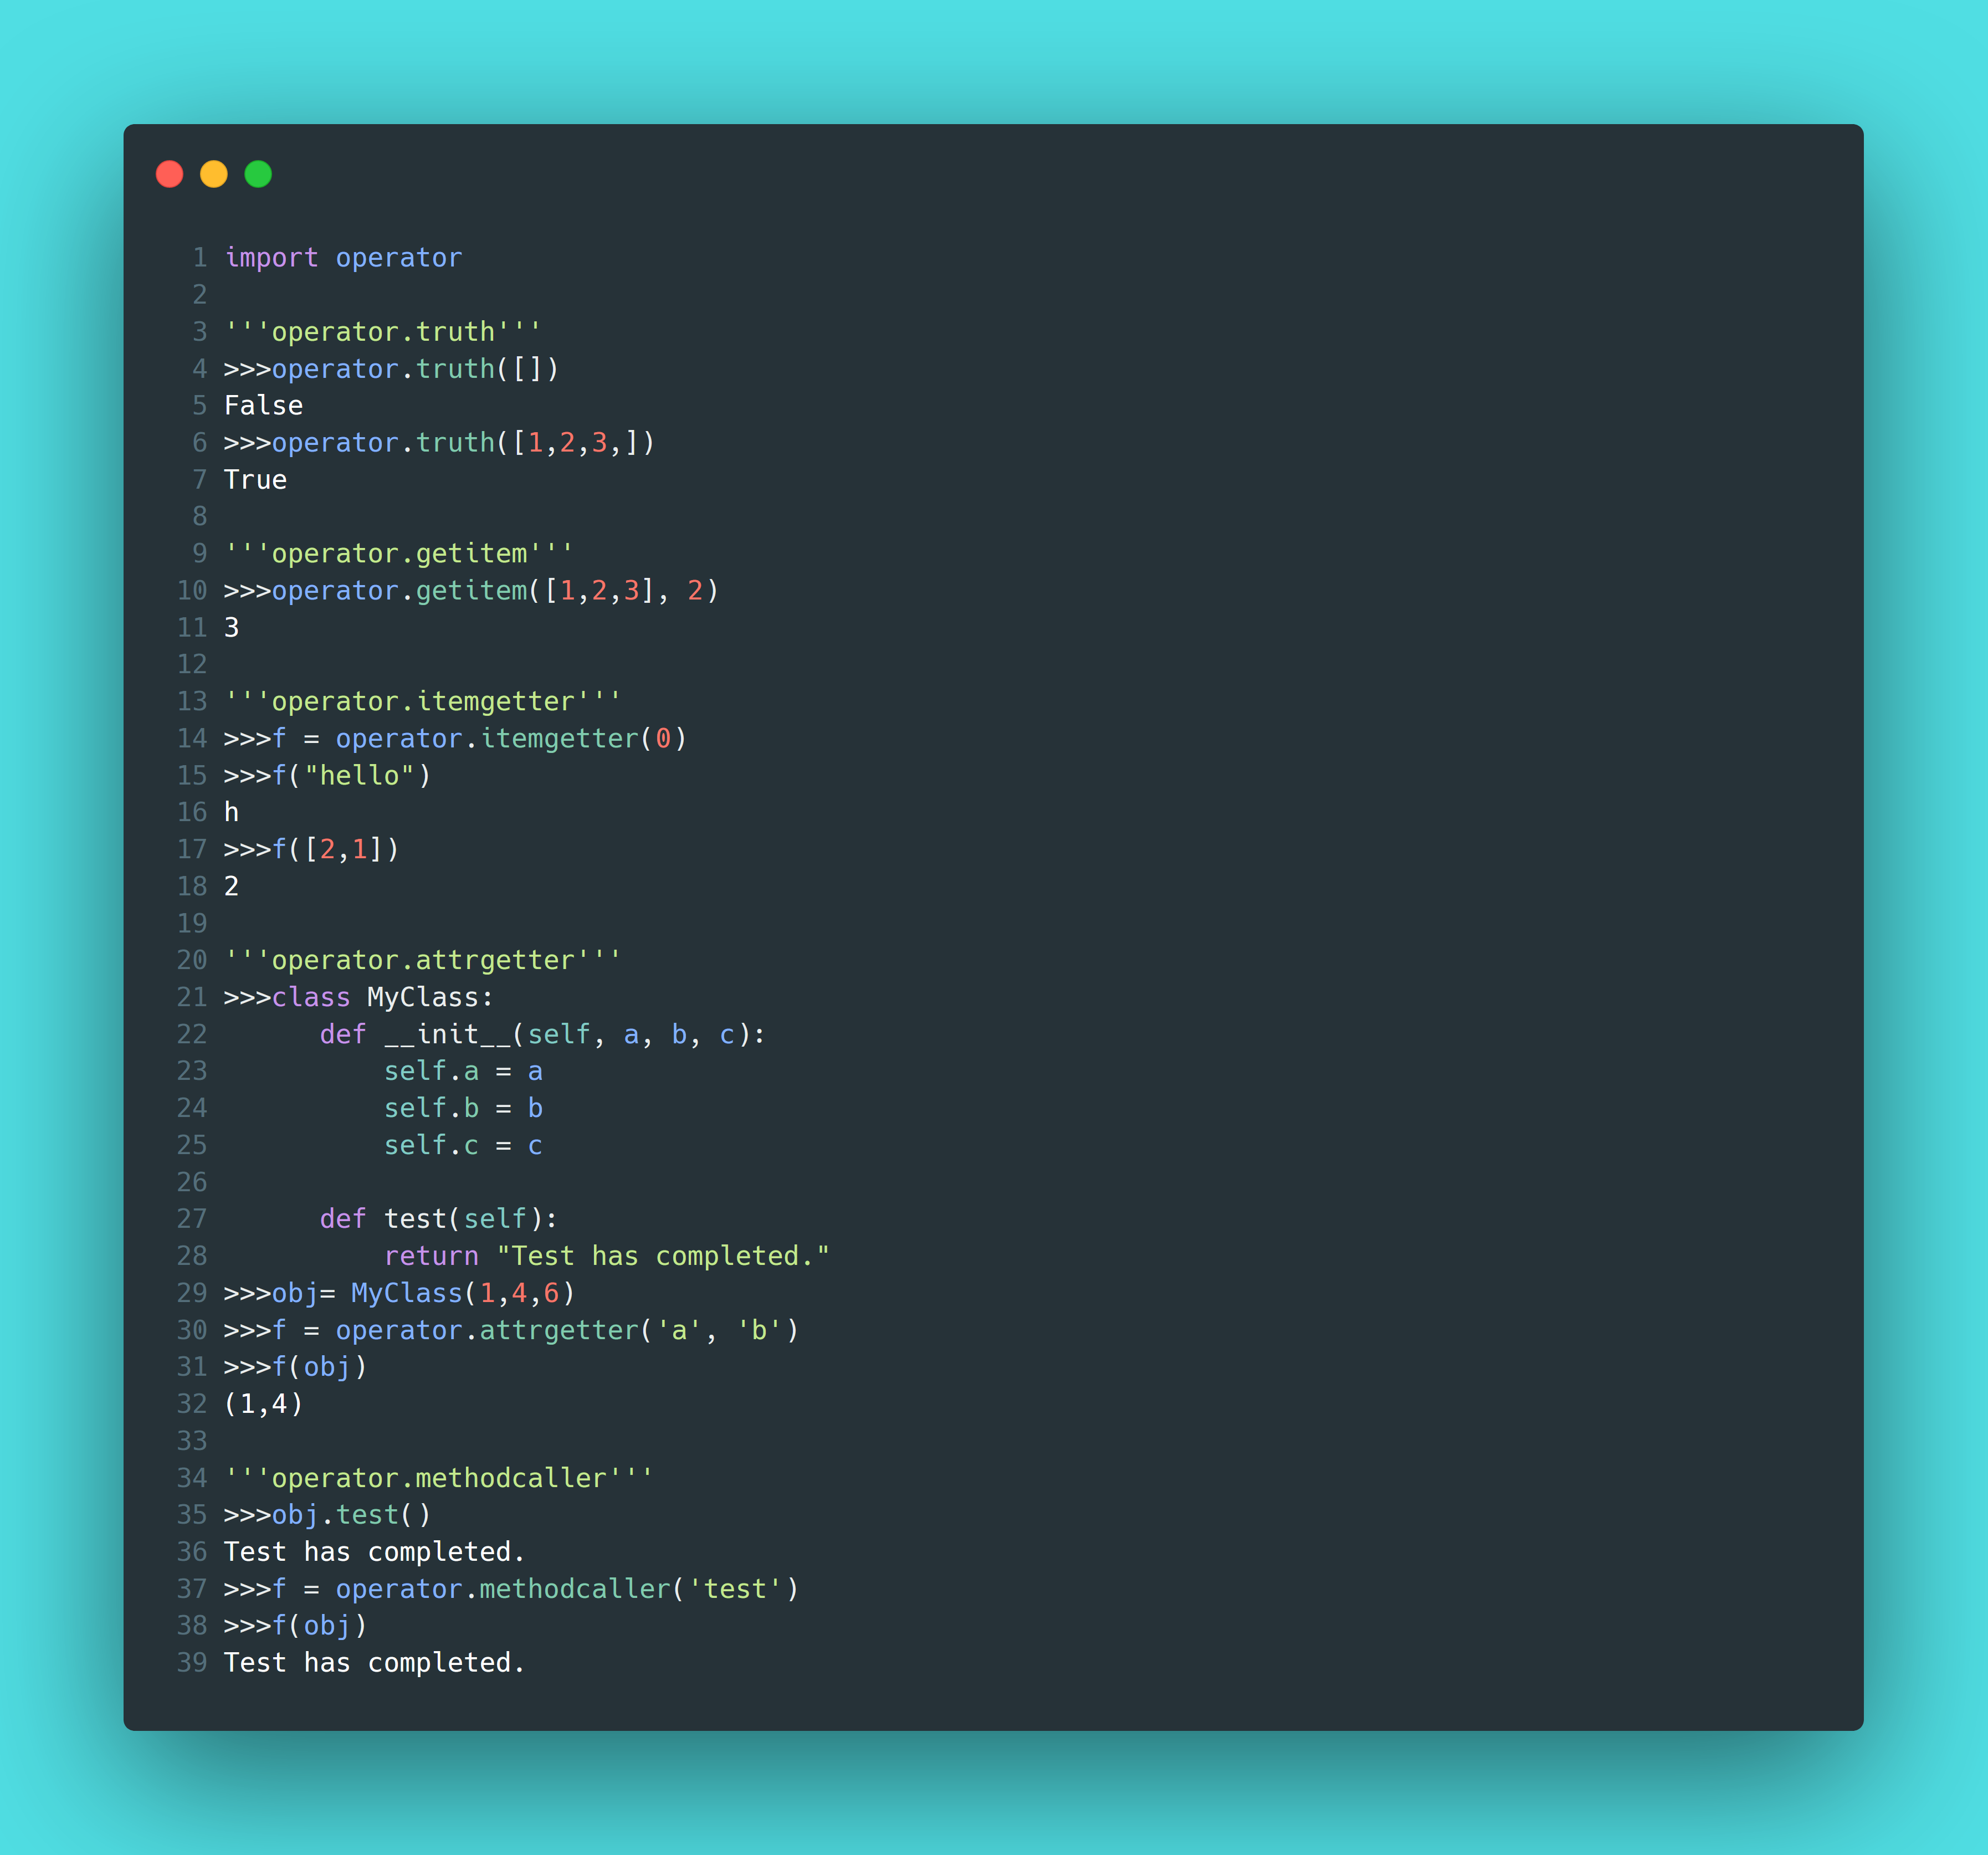 1 import operator
2
3 '''operator.truth'''
4 >>>operator.truth([])
5 False
6 >>>operator.truth([1,2,3,])
7 True
8
9 '''operator.getitem'''
10 >>>operator.getitem([1,2,3], 2)
11 3
12
13 '''operator.itemgetter'''
14 >>>f = operator.itemgetter(0)
15 >>>f("hello")
16 h
17 >>>f([2,1])
18 2
19
20 '''operator.attrgetter'''
21 >>>class MyClass:
22       def __init__(self, a, b, c):
23           self.a = a
24           self.b = b
25           self.c = c
26
27       def test(self):
28           return "Test has completed."
29 >>>obj= MyClass(1,4,6)
30 >>>f = operator.attrgetter('a', 'b')
31 >>>f(obj)
32 (1,4)
33
34 '''operator.methodcaller'''
35 >>>obj.test()
36 Test has completed.
37 >>>f = operator.methodcaller('test')
38 >>>f(obj)
39 Test has completed.